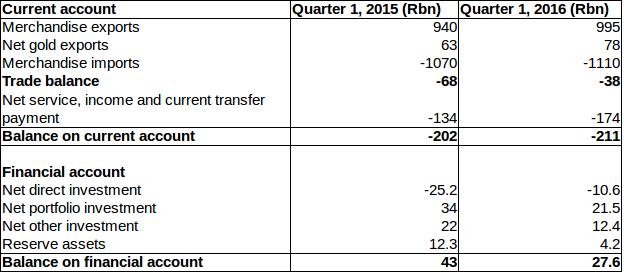 Current account Quarter 1, 2015 (Rbn) Quarter 1, 2016 (Rbn)
Merchandise exports 940 995
Net gold exports 63 78
Merchandise imports -1070 -1110
Trade balance -68 -38
Net service, income and current transfer
payment -134 -174
Balance on current account -202 -211
Financial account
Net direct investment -25.2 -10.6
Net portfolio investment 34 21.5
Net other investment 22 12.4
Reserve assets 12.3 4.2
Balance on financial account 43 27.6